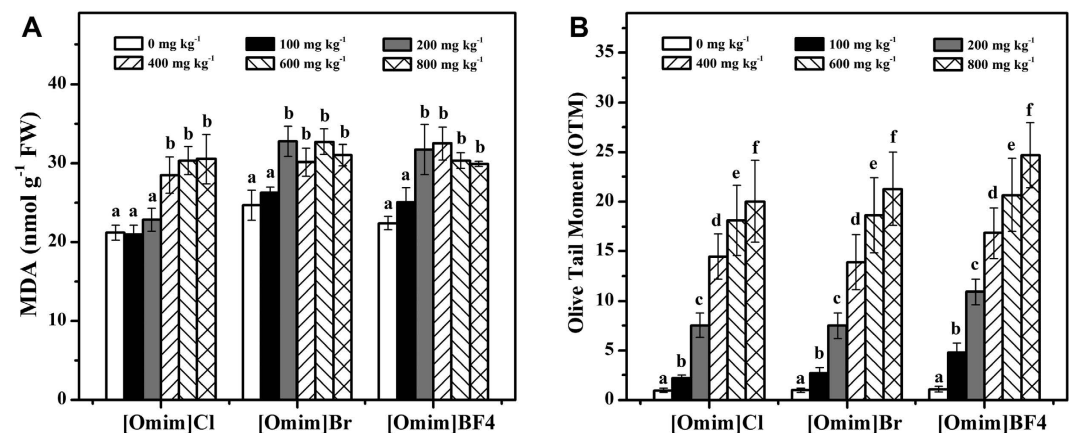 A
0 mg kg⁻¹ 100 mg kg⁻¹ 200 mg kg⁻¹
400 mg kg⁻¹ 600 mg kg⁻¹ 800 mg kg⁻¹
MDA (nmol g⁻¹ FW)
40
30
20
10
0
a a a b b b
a a b b b b
a a b b b b
[Omim]Cl [Omim]Br [Omim]BF4
B
0 mg kg⁻¹ 100 mg kg⁻¹ 200 mg kg⁻¹
400 mg kg⁻¹ 600 mg kg⁻¹ 800 mg kg⁻¹
Olive Tail Moment (OTM)
35
30
25
20
15
10
5
0
a b c d e f
a b c d e f
a b c d e f
[Omim]Cl [Omim]Br [Omim]BF4